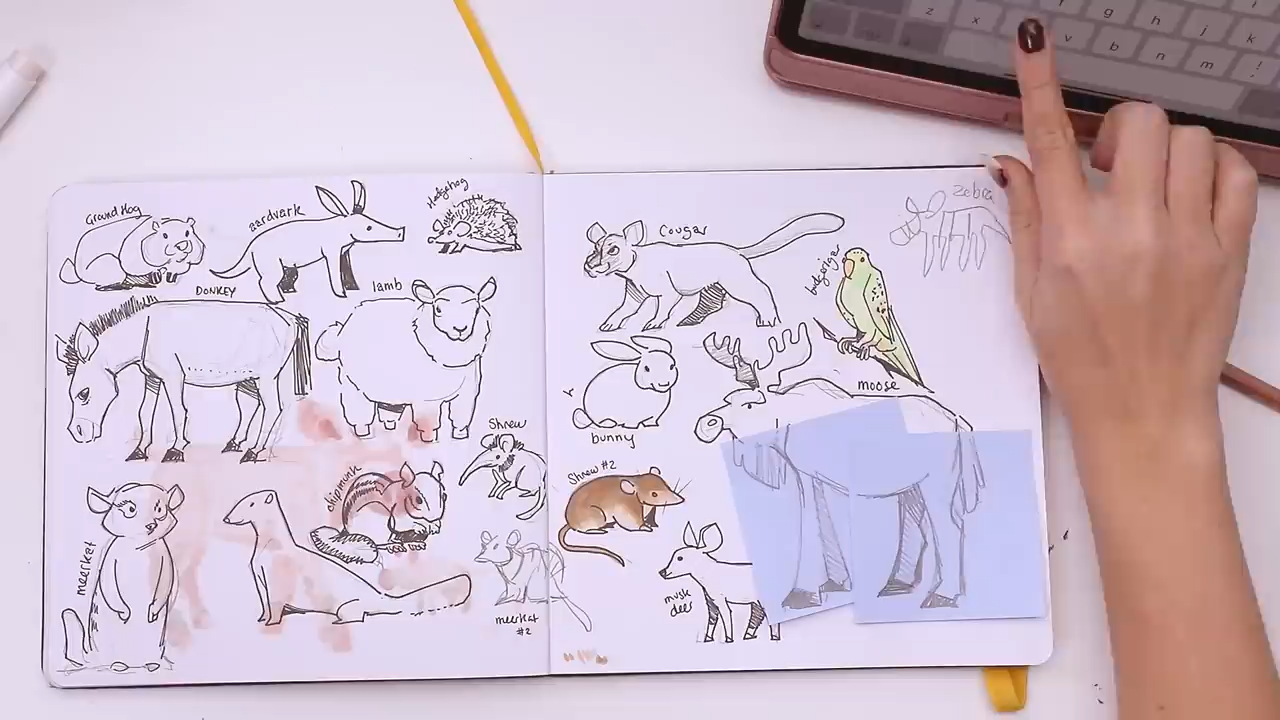 Ground Hog
aardvark
Hedgehog
DONKEY
lamb
Shrew
chipmunk
meerkat
meerkat
#2
Cougar
Zebra
bunny
moose
Shrew #2
musk
deer
z x g h j k
v b n m !